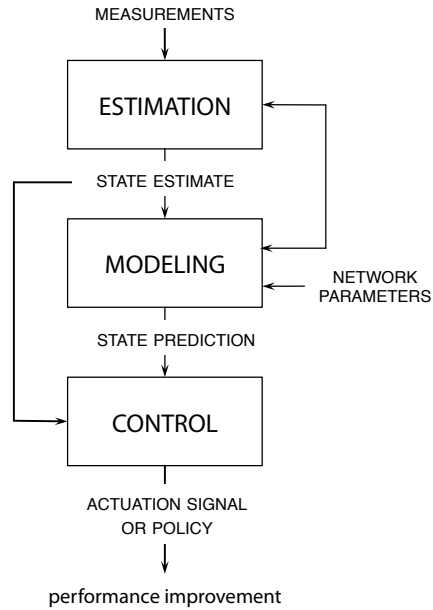 MEASUREMENTS
ESTIMATION
STATE ESTIMATE
MODELING
NETWORK
PARAMETERS
STATE PREDICTION
CONTROL
ACTUATION SIGNAL
OR POLICY
performance improvement